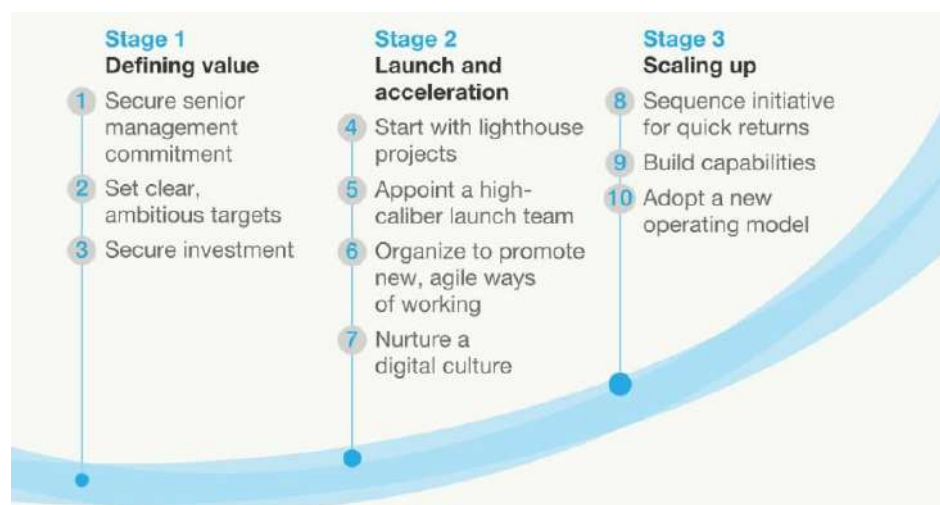 Stage 1
Defining value
1 Secure senior
management
commitment
2 Set clear,
ambitious targets
3 Secure investment
Stage 2
Launch and
acceleration
4 Start with lighthouse
projects
5 Appoint a high-
caliber launch team
6 Organize to promote
new, agile ways
of working
7 Nurture a
digital culture
Stage 3
Scaling up
8 Sequence initiative
for quick returns
9 Build capabilities
10 Adopt a new
operating model